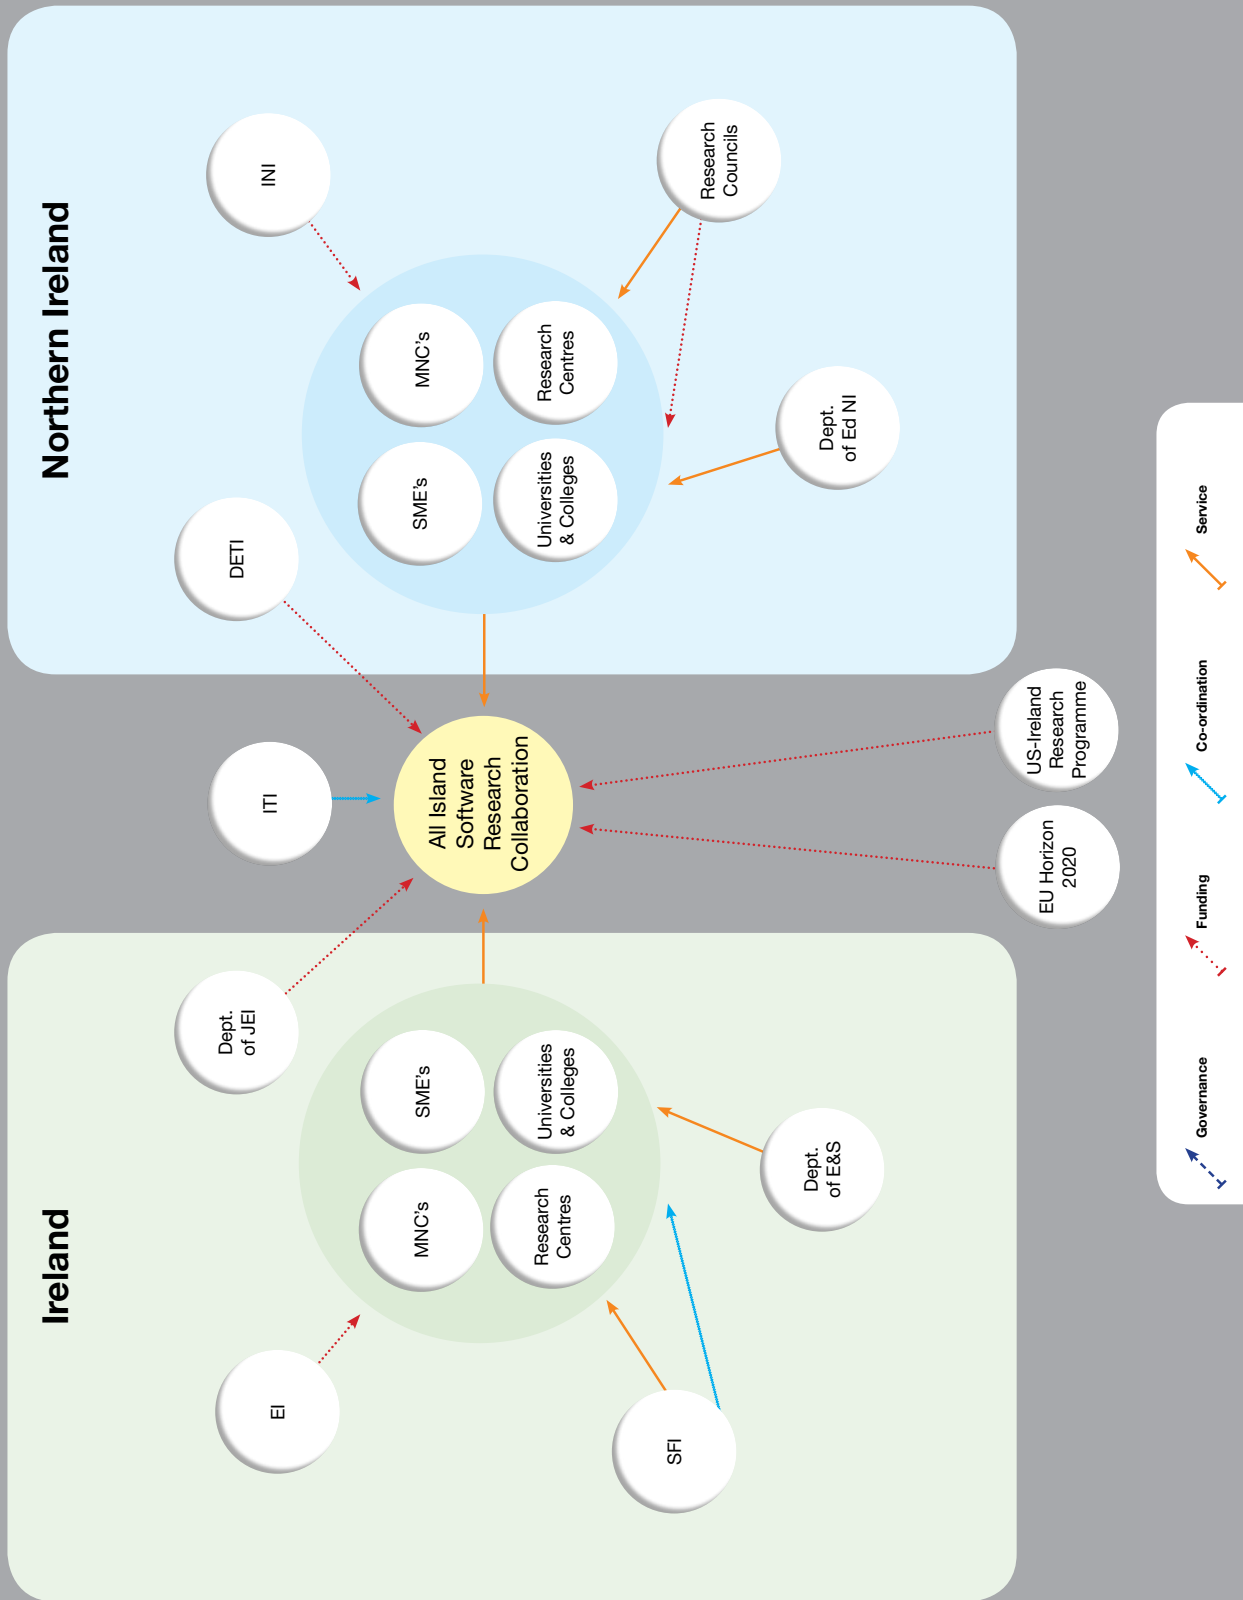 Ireland
Northern Ireland
EI
Dept.
of JEI
ITI
DETI
INI
MNC's
SME's
Research
Centres
Universities
& Colleges
All Island
Software
Research
Collaboration
SME's
MNC's
Universities
& Colleges
Research
Centres
SFI
Dept.
of E&S
Dept.
of Ed NI
Research
Councils
EU Horizon
2020
US-Ireland
Research
Programme
Governance
Funding
Co-ordination
Service